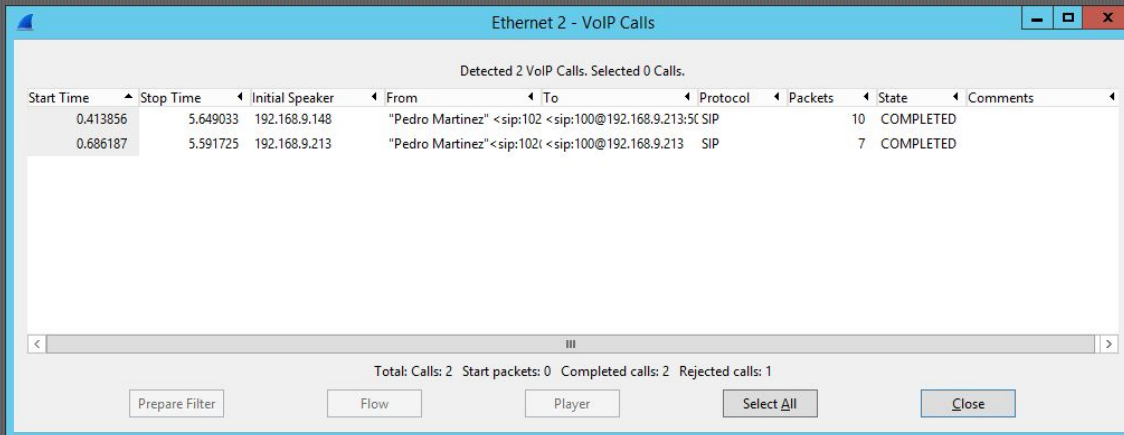 Ethernet 2 - VoIP Calls
Detected 2 VoIP Calls. Selected 0 Calls.
Start Time Stop Time Initial Speaker From To Protocol Packets State Comments
0.413856 5.649033 192.168.9.148 "Pedro Martinez" <sip:102 <sip:100@192.168.9.213:50 SIP 10 COMPLETED
0.686187 5.591725 192.168.9.213 "Pedro Martinez"<sip:102( <sip:100@192.168.9.213 SIP 7 COMPLETED
Total: Calls: 2 Start packets: 0 Completed calls: 2 Rejected calls: 1
Prepare Filter Flow Player Select All Close